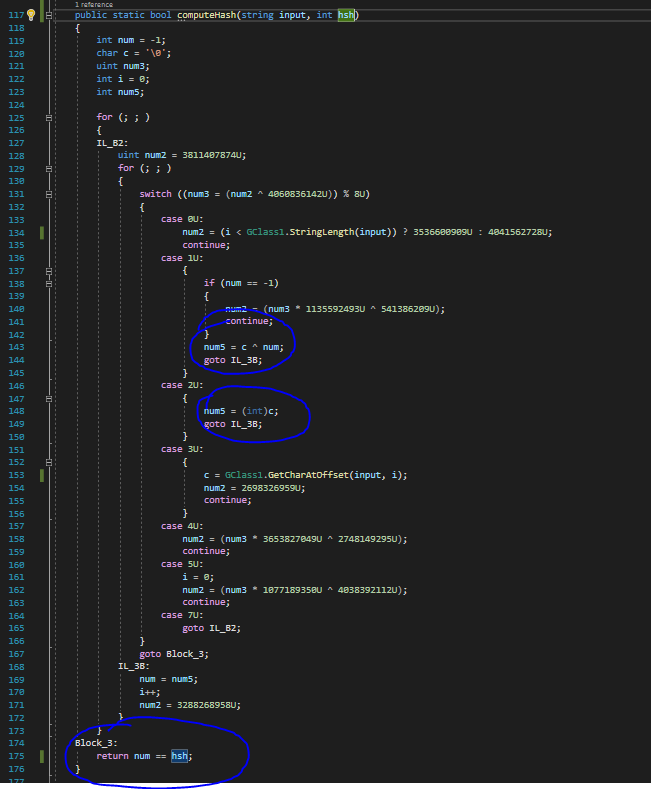 1 reference
117 public static bool computeHash(string input, int hsh)
118 {
119 int num = -1;
120 char c = '\0';
121 uint num3;
122 int i = 0;
123 int num5;
124
125 for (; ; )
126 {
127 IL_B2:
128 uint num2 = 3811407874U;
129 for (; ; )
130 {
131 switch ((num3 = (num2 ^ 4060836142U)) % 8U)
132 {
133 case 0U:
134 num2 = (i < GClass1.StringLength(input)) ? 3536600909U : 4041562728U;
135 continue;
136 case 1U:
137 {
138 if (num == -1)
139 {
140 num2 = (num3 * 1135592493U ^ 541386209U);
141 continue;
142 }
143 num5 = c ^ num;
144 goto IL_3B;
145 }
146 case 2U:
147 {
148 num5 = (int)c;
149 goto IL_3B;
150 }
151 case 3U:
152 {
153 c = GClass1.GetCharAtOffset(input, i);
154 num2 = 2698326959U;
155 continue;
156 }
157 case 4U:
158 num2 = (num3 * 3653827049U ^ 2748149295U);
159 continue;
160 case 5U:
161 i = 0;
162 num2 = (num3 * 1077189350U ^ 4038392112U);
163 continue;
164 case 7U:
165 goto IL_B2;
166 }
167 goto Block_3;
168 IL_3B:
169 num = num5;
170 i++;
171 num2 = 3288268958U;
172 }
173 }
174 Block_3:
175 return num == hsh;
176 }
177